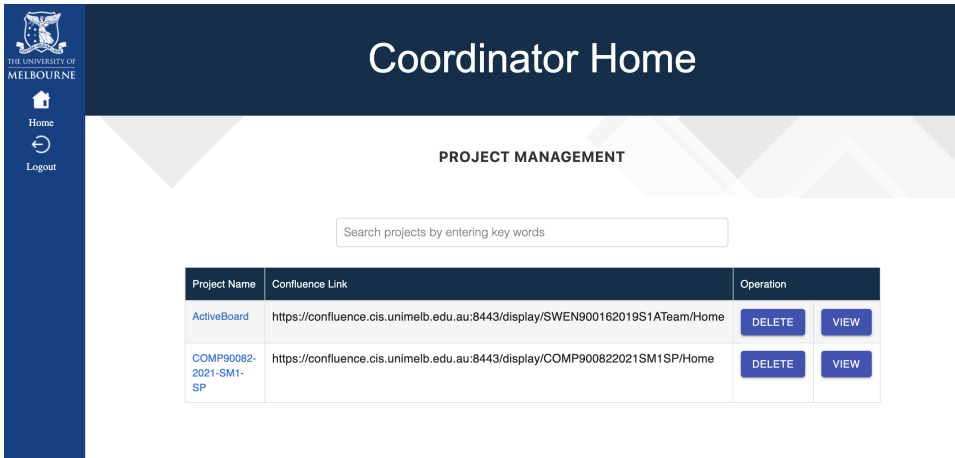 THE UNIVERSITY OF
MELBOURNE
Home
Logout
Coordinator Home
PROJECT MANAGEMENT
Search projects by entering key words
Project Name Confluence Link Operation
ActiveBoard https://confluence.cis.unimelb.edu.au:8443/display/SWEN900162019S1ATeam/Home DELETE VIEW
COMP90082- https://confluence.cis.unimelb.edu.au:8443/display/COMP900822021SM1SP/Home DELETE VIEW
2021-SM1-
SP